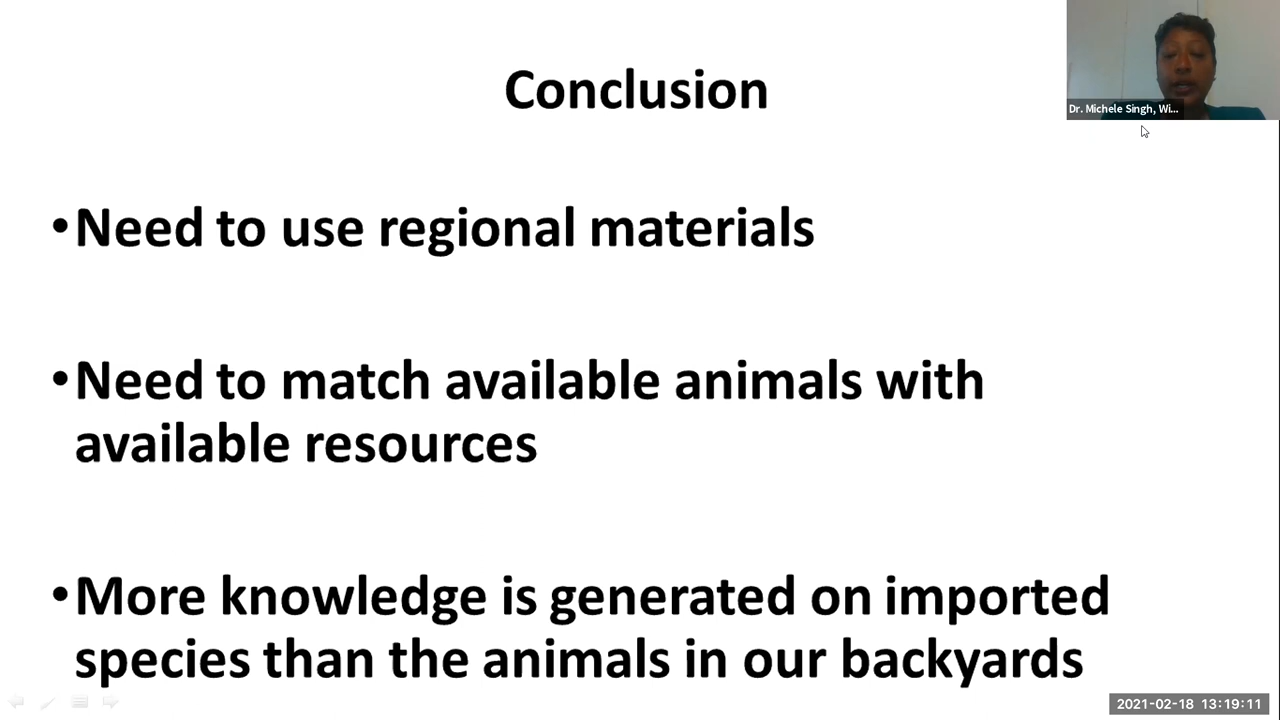 Conclusion
Dr. Michele Singh, Wi...
•Need to use regional materials
•Need to match available animals with
available resources
•More knowledge is generated on imported
species than the animals in our backyards
2021-02-18 13:19:11